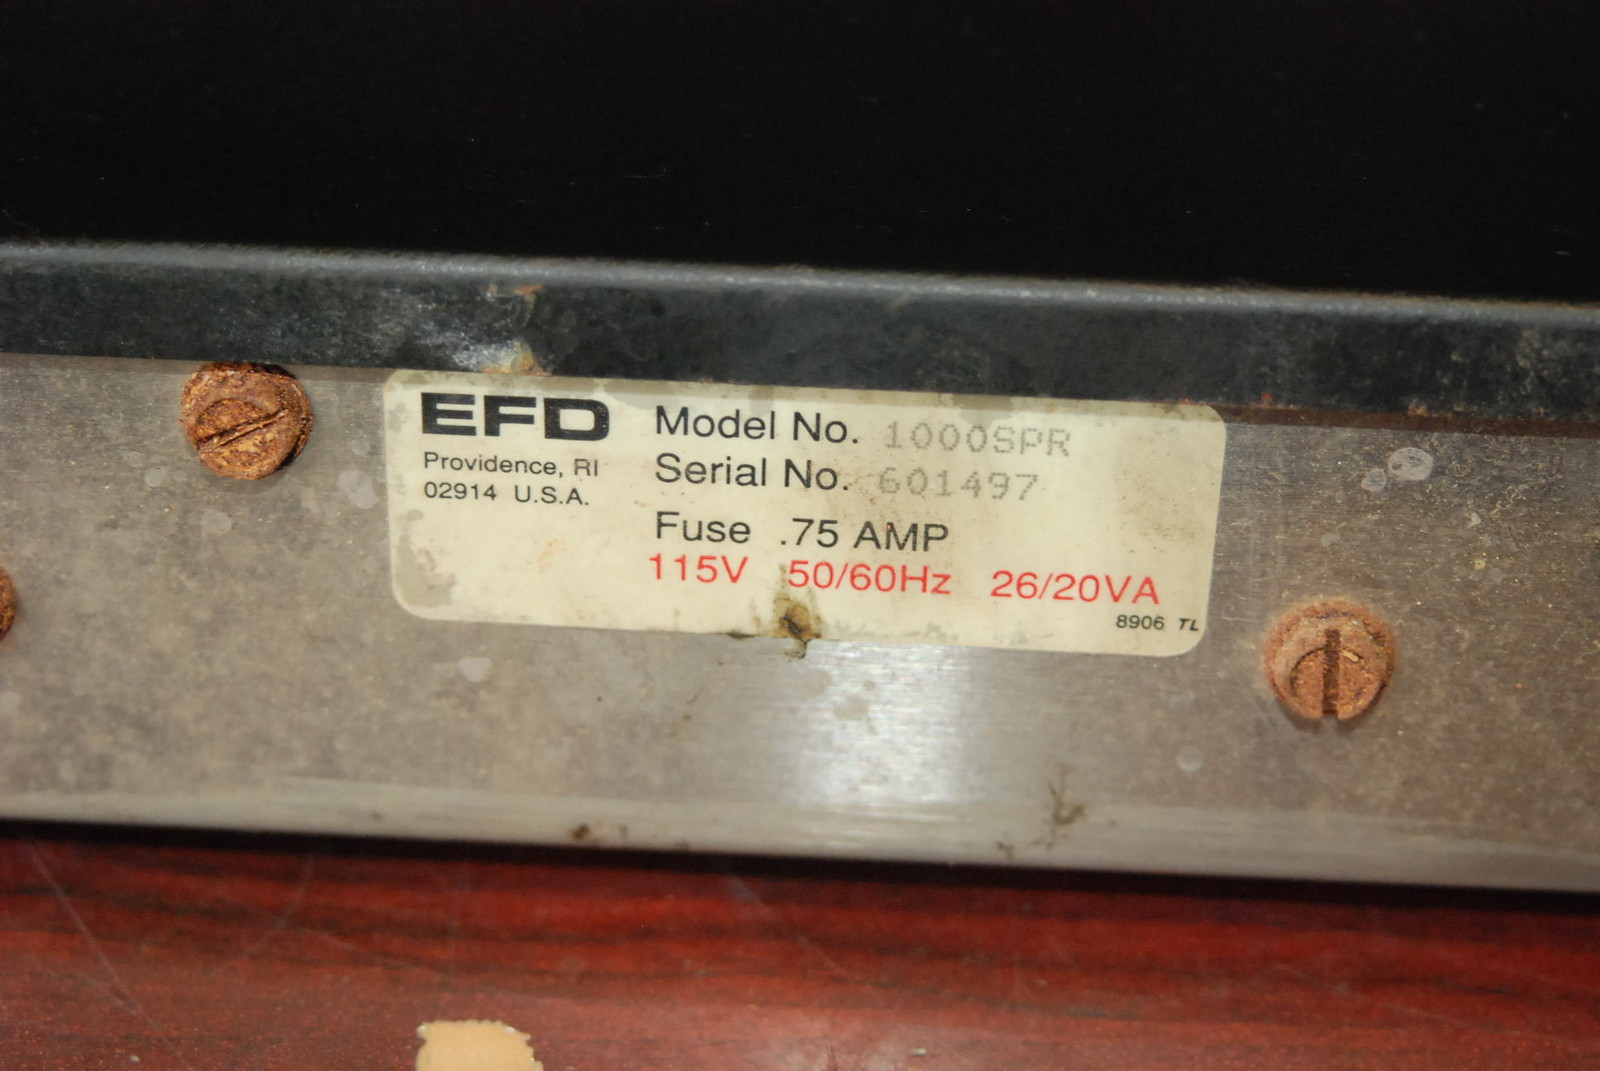 EFD
Providence, RI
02914 U.S.A.
Model No. 1000SPR
Serial No. 601497
Fuse .75 AMP
115V 50/60Hz 26/20VA
8906 TL